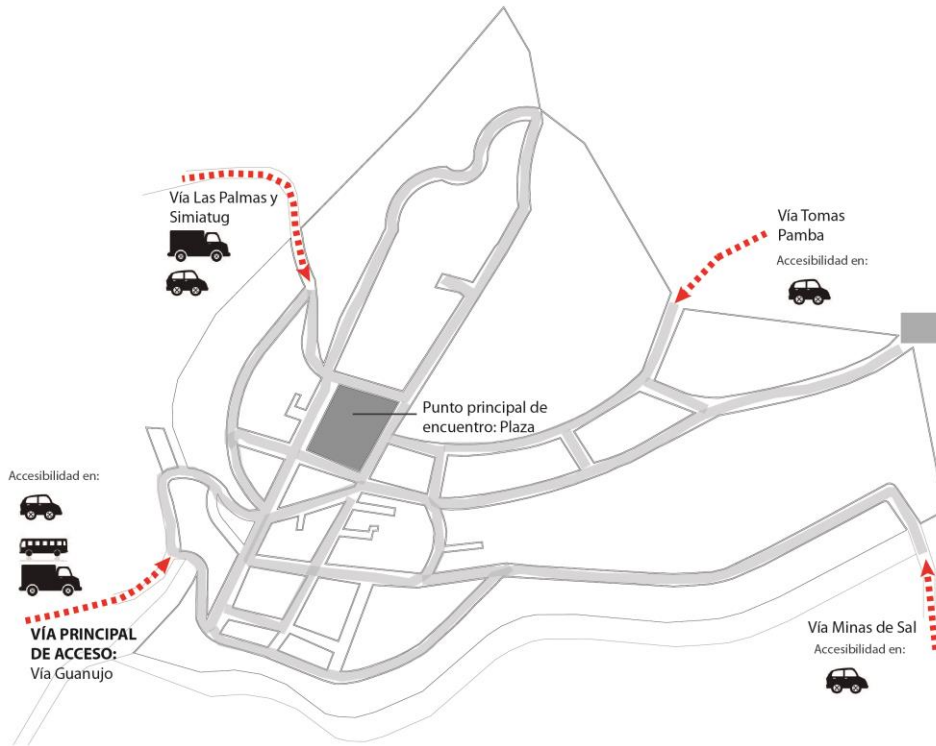 Vía Las Palmas y
Simiatug
Vía Tomas
Pamba
Accesibilidad en:
Punto principal de
encuentro: Plaza
Accesibilidad en:
VÍA PRINCIPAL
DE ACCESO:
Vía Guanujo
Vía Minas de Sal
Accesibilidad en: